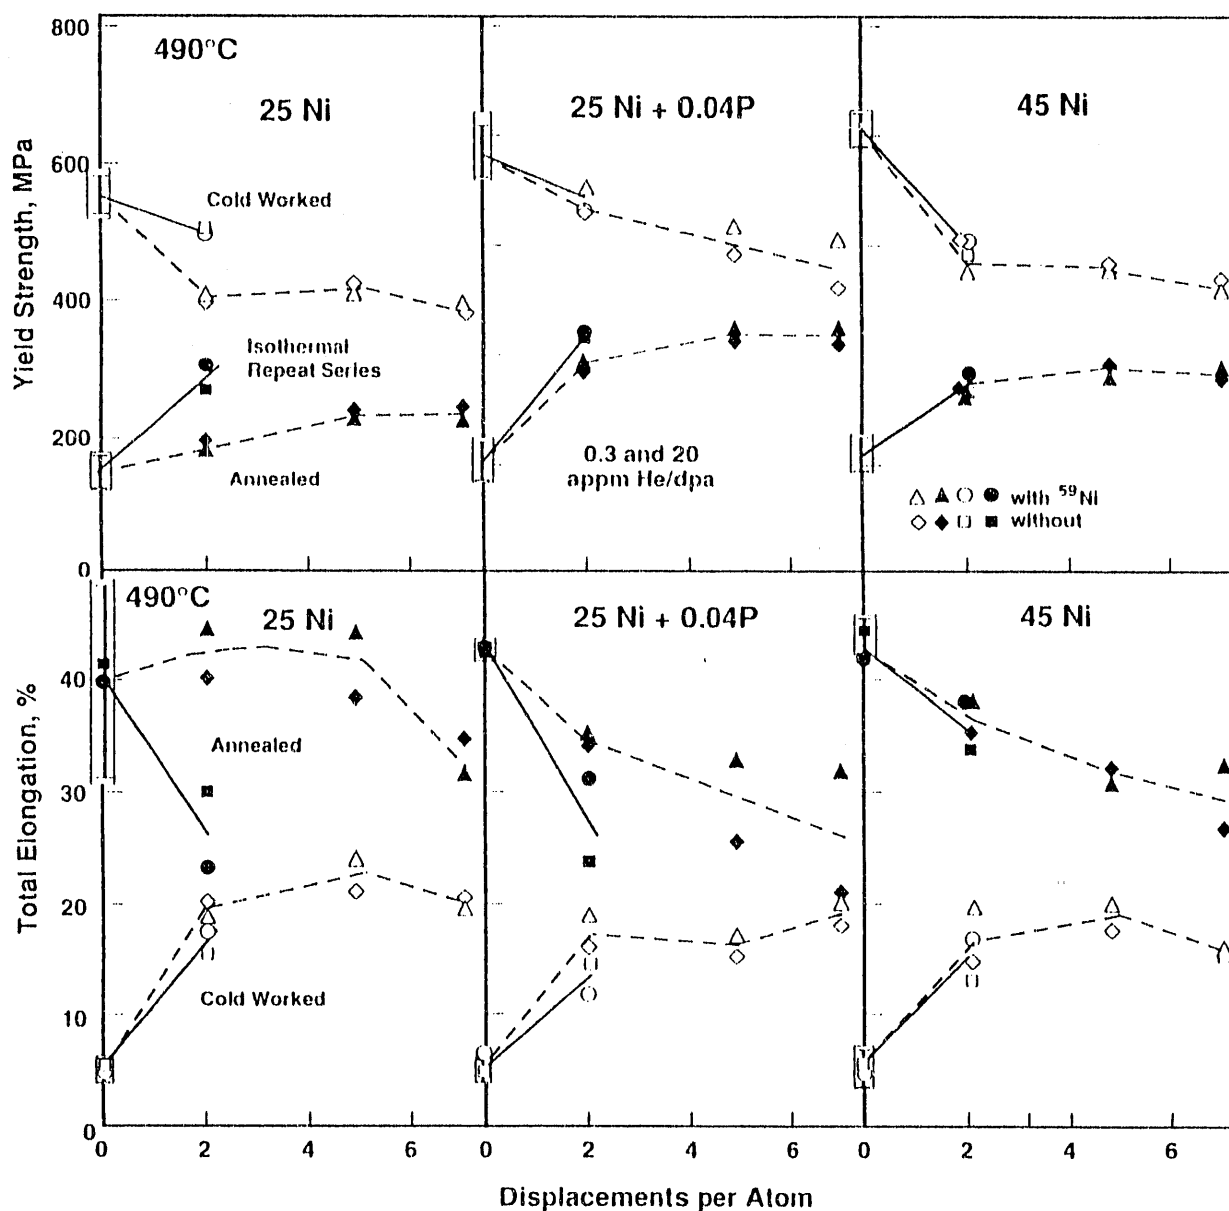 800
490°C
25 Ni
25 Ni + 0.04P
45 Ni
600
Cold Worked
Yield Strength, MPa
400
Isothermal
Repeat Series
200
Annealed
0.3 and 20
appm He/dpa
with ⁵⁹Ni
without
0
490°C
25 Ni
25 Ni + 0.04P
45 Ni
40
Annealed
30
Total Elongation, %
20
Cold Worked
10
0
0 2 4 6 0 2 4 6 0 2 4 6
Displacements per Atom